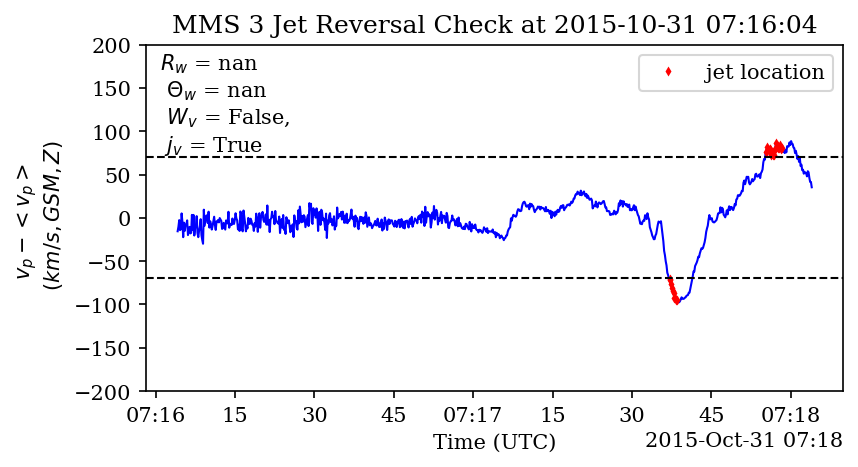 MMS 3 Jet Reversal Check at 2015-10-31 07:16:04
R_w = nan
Θ_w = nan
W_v = False,
j_v = True
jet location
200
150
100
50
0
−50
−100
−150
−200
v_p − < v_p >
(km/s, GSM, Z)
07:16 15 30 45 07:17 15 30 45 07:18
Time (UTC)
2015-Oct-31 07:18